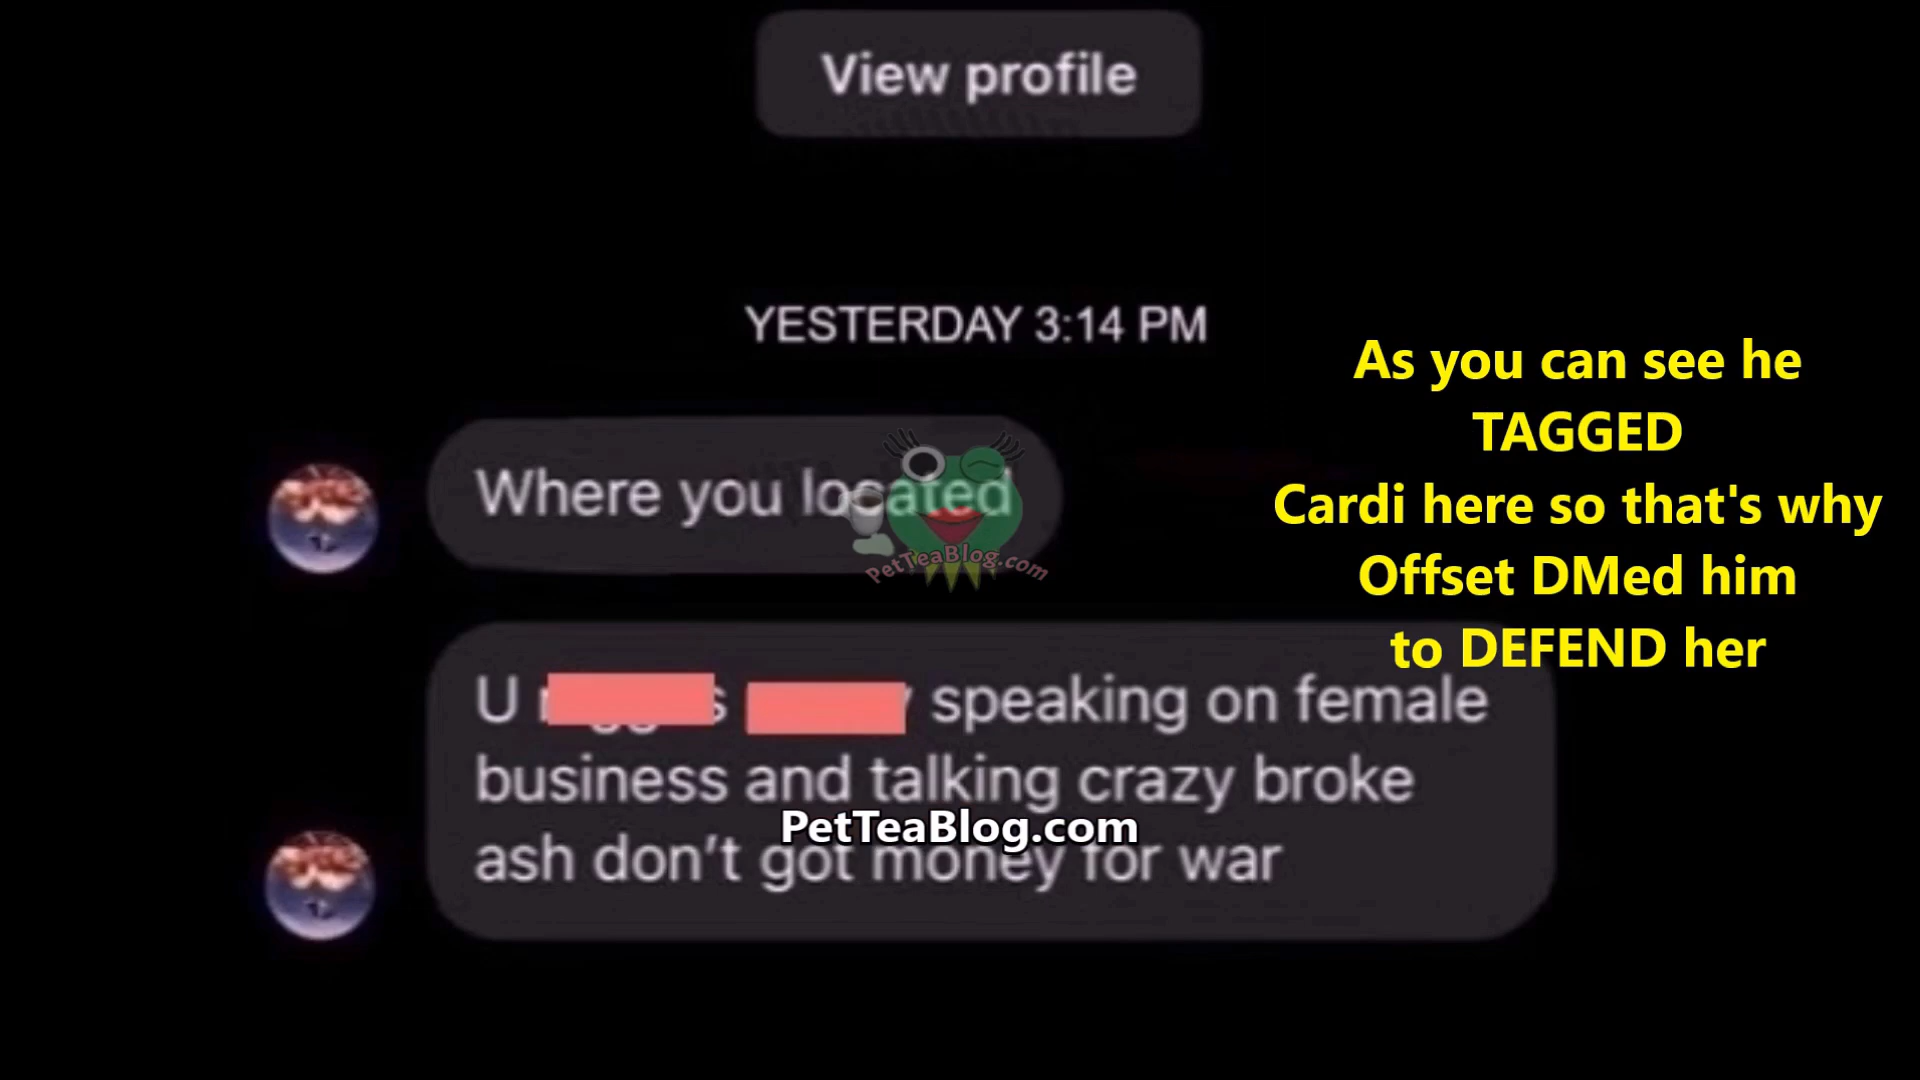 View profile
YESTERDAY 3:14 PM
As you can see he
TAGGED
Cardi here so that's why
Offset DMed him
to DEFEND her
Where you located
PetTeaBlog.com
U speaking on female
business and talking crazy broke
PetTeaBlog.com
ash don't got money for war